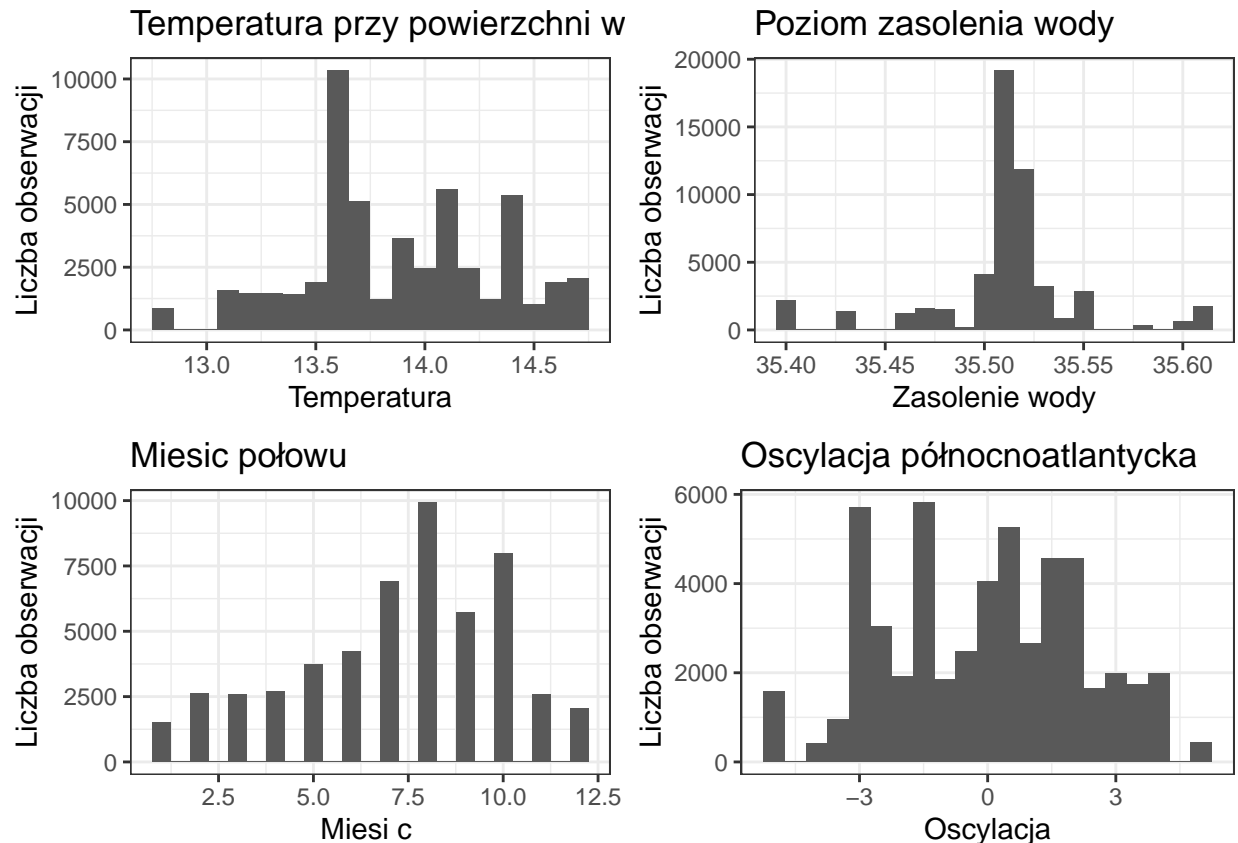 Temperatura przy powierzchni w
Liczba obserwacji
10000
7500
5000
2500
0
13.0 13.5 14.0 14.5
Temperatura
Poziom zasolenia wody
Liczba obserwacji
20000
15000
10000
5000
0
35.40 35.45 35.50 35.55 35.60
Zasolenie wody
Miesic połowu
Liczba obserwacji
10000
7500
5000
2500
0
2.5 5.0 7.5 10.0 12.5
Miesi c
Oscylacja północnoatlantycka
Liczba obserwacji
6000
4000
2000
0
−3 0 3
Oscylacja